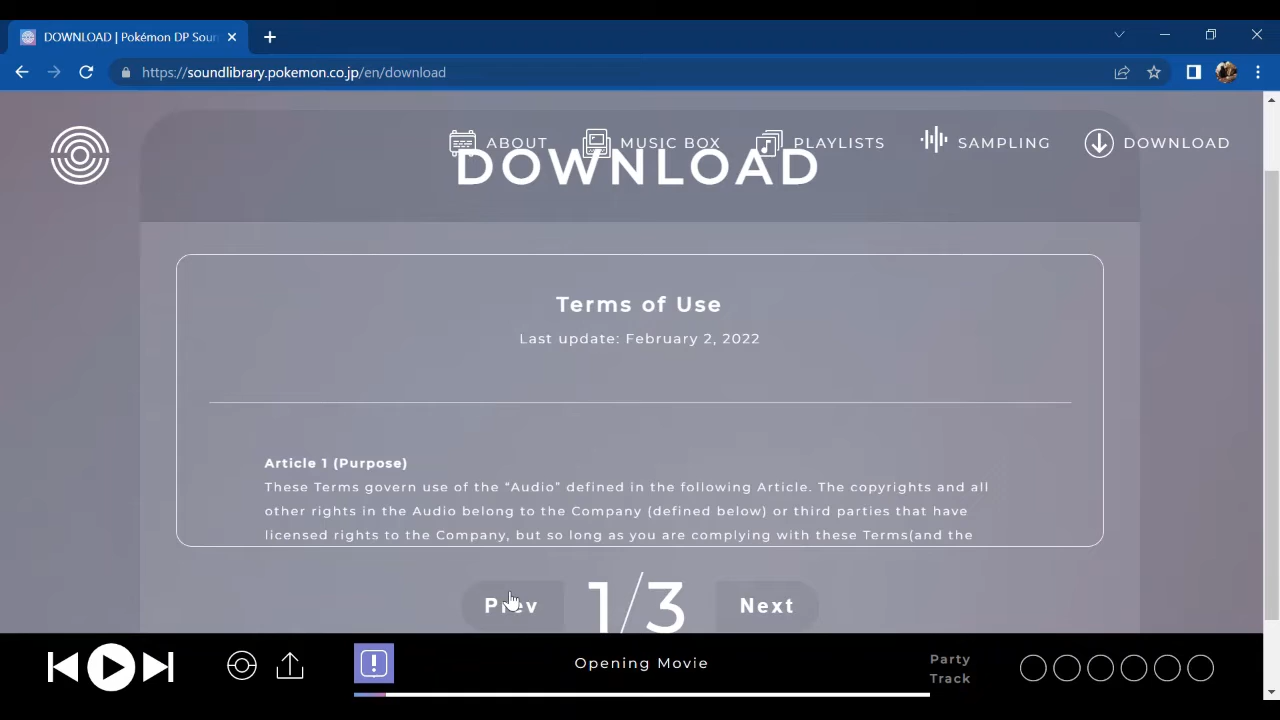 DOWNLOAD | Pokémon DP Soun
https://soundlibrary.pokemon.co.jp/en/download
ABOUT
MUSIC BOX
PLAYLISTS
SAMPLING
DOWNLOAD
DOWNLOAD
Terms of Use
Last update: February 2, 2022
Article 1 (Purpose)
These Terms govern use of the “Audio” defined in the following Article. The copyrights and all
other rights in the Audio belong to the Company (defined below) or third parties that have
licensed rights to the Company, but so long as you are complying with these Terms(and the
Prev
1/3
Next
Opening Movie
Party
Track